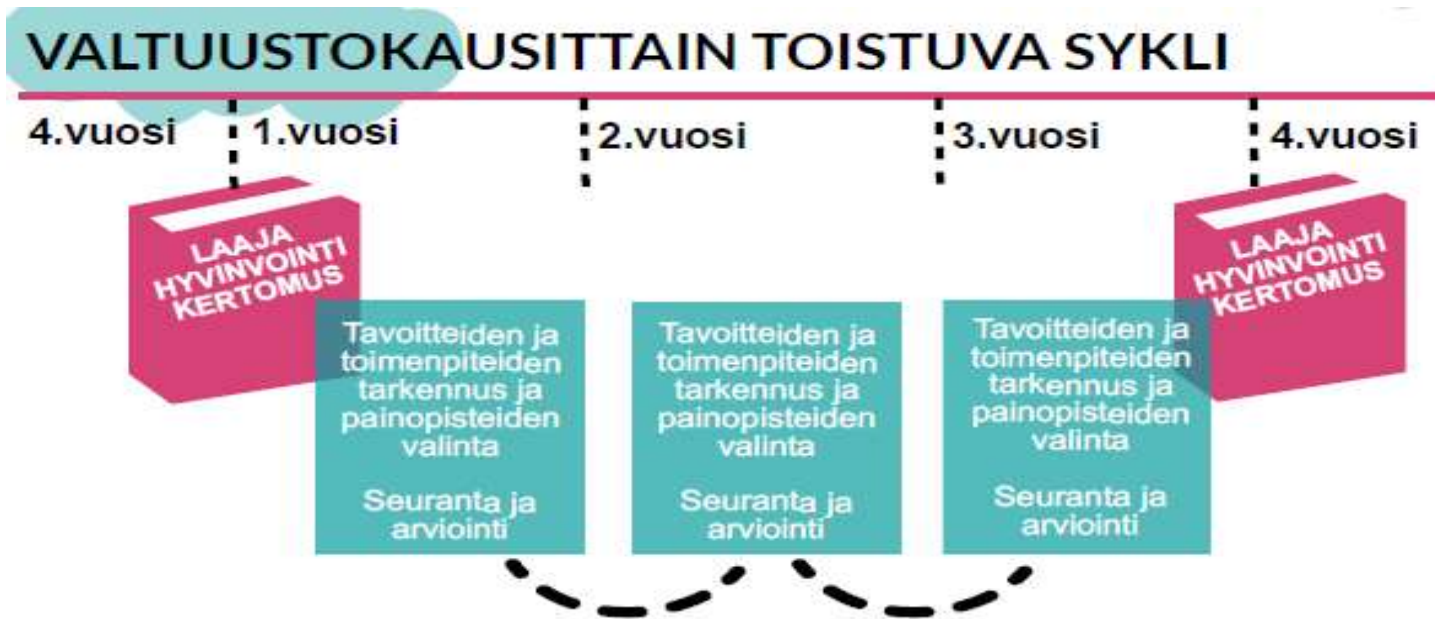 VALTUUSTOKAUSITTAIN TOISTUVA SYKLI
4.vuosi
1.vuosi
2.vuosi
3.vuosi
4.vuosi
LAAJA
HYVINVOINTI
KERTOMUS
Tavoitteiden ja
toimenpiteiden
tarkennus ja
painopisteiden
valinta
Seuranta ja
arviointi
Tavoitteiden ja
toimenpiteiden
tarkennus ja
painopisteiden
valinta
Seuranta ja
arviointi
Tavoitteiden ja
toimenpiteiden
tarkennus ja
painopisteiden
valinta
Seuranta ja
arviointi
LAAJA
HYVINVOINTI
KERTOMUS